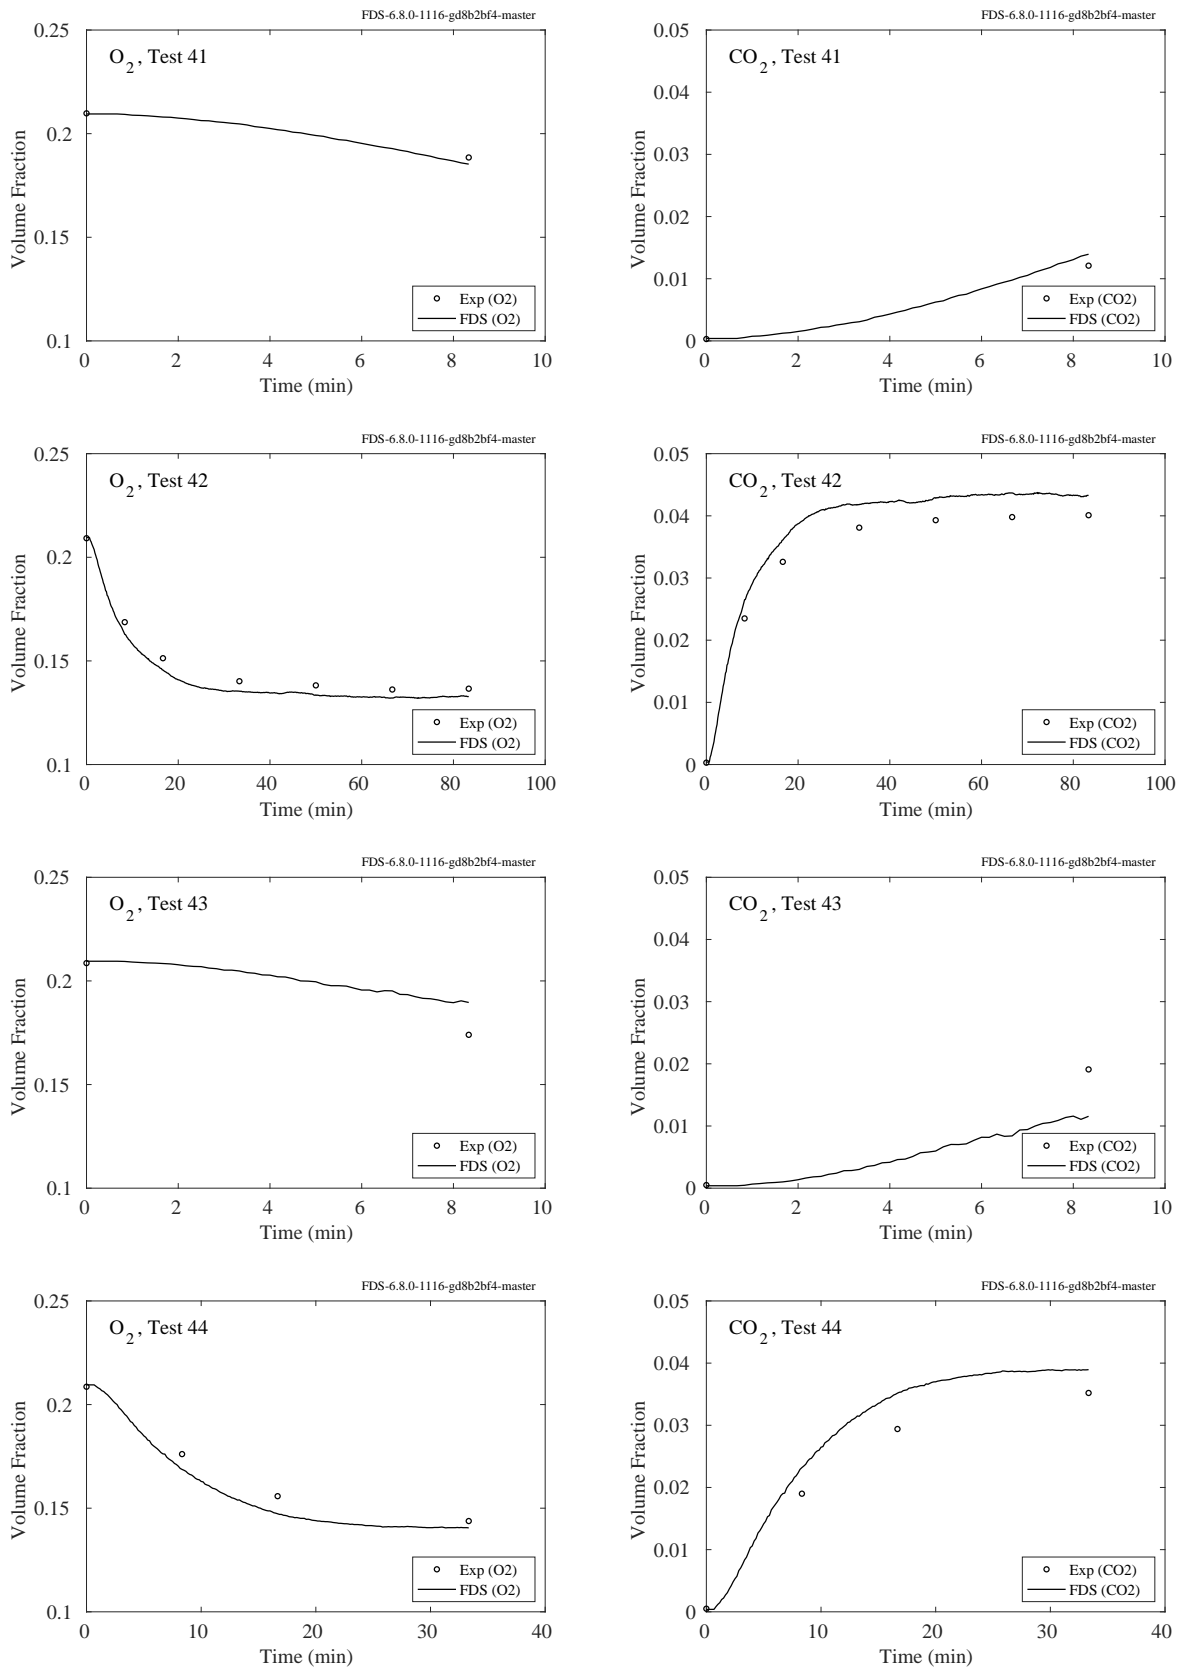 FDS-6.8.0-1116-gd8b2bf4-master
O2, Test 41
Volume Fraction
0.25
0.2
0.15
0.1
0 2 4 6 8 10
Time (min)
Exp (O2)
FDS (O2)
FDS-6.8.0-1116-gd8b2bf4-master
CO2, Test 41
Volume Fraction
0.05
0.04
0.03
0.02
0.01
0
0 2 4 6 8 10
Time (min)
Exp (CO2)
FDS (CO2)
FDS-6.8.0-1116-gd8b2bf4-master
O2, Test 42
Volume Fraction
0.25
0.2
0.15
0.1
0 20 40 60 80 100
Time (min)
Exp (O2)
FDS (O2)
FDS-6.8.0-1116-gd8b2bf4-master
CO2, Test 42
Volume Fraction
0.05
0.04
0.03
0.02
0.01
0
0 20 40 60 80 100
Time (min)
Exp (CO2)
FDS (CO2)
FDS-6.8.0-1116-gd8b2bf4-master
O2, Test 43
Volume Fraction
0.25
0.2
0.15
0.1
0 2 4 6 8 10
Time (min)
Exp (O2)
FDS (O2)
FDS-6.8.0-1116-gd8b2bf4-master
CO2, Test 43
Volume Fraction
0.05
0.04
0.03
0.02
0.01
0
0 2 4 6 8 10
Time (min)
Exp (CO2)
FDS (CO2)
FDS-6.8.0-1116-gd8b2bf4-master
O2, Test 44
Volume Fraction
0.25
0.2
0.15
0.1
0 10 20 30 40
Time (min)
Exp (O2)
FDS (O2)
FDS-6.8.0-1116-gd8b2bf4-master
CO2, Test 44
Volume Fraction
0.05
0.04
0.03
0.02
0.01
0
0 10 20 30 40
Time (min)
Exp (CO2)
FDS (CO2)